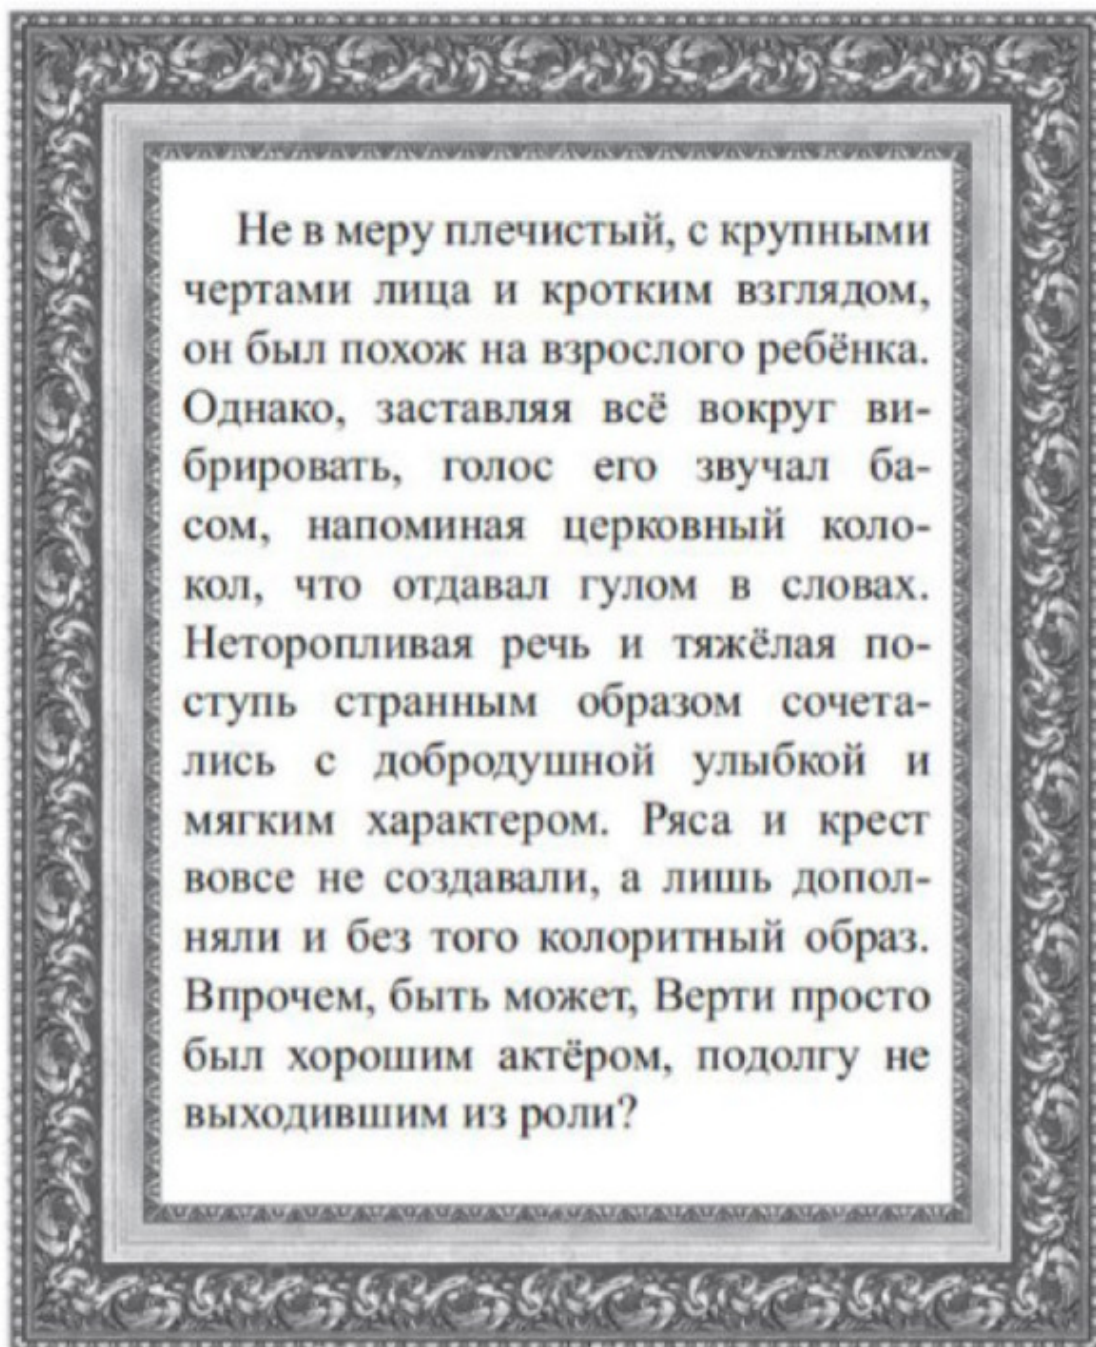 Не в меру плечистый, с крупными
чертами лица и кротким взглядом,
он был похож на взрослого ребёнка.
Однако, заставляя всё вокруг ви-
брировать, голос его звучал ба-
сом, напоминая церковный коло-
кол, что отдавал гулом в словах.
Неторопливая речь и тяжёлая по-
ступь странным образом сочета-
лись с добродушной улыбкой и
мягким характером. Ряса и крест
вовсе не создавали, а лишь допол-
няли и без того колоритный образ.
Впрочем, быть может, Верти просто
был хорошим актёром, подолгу не
выходившим из роли?